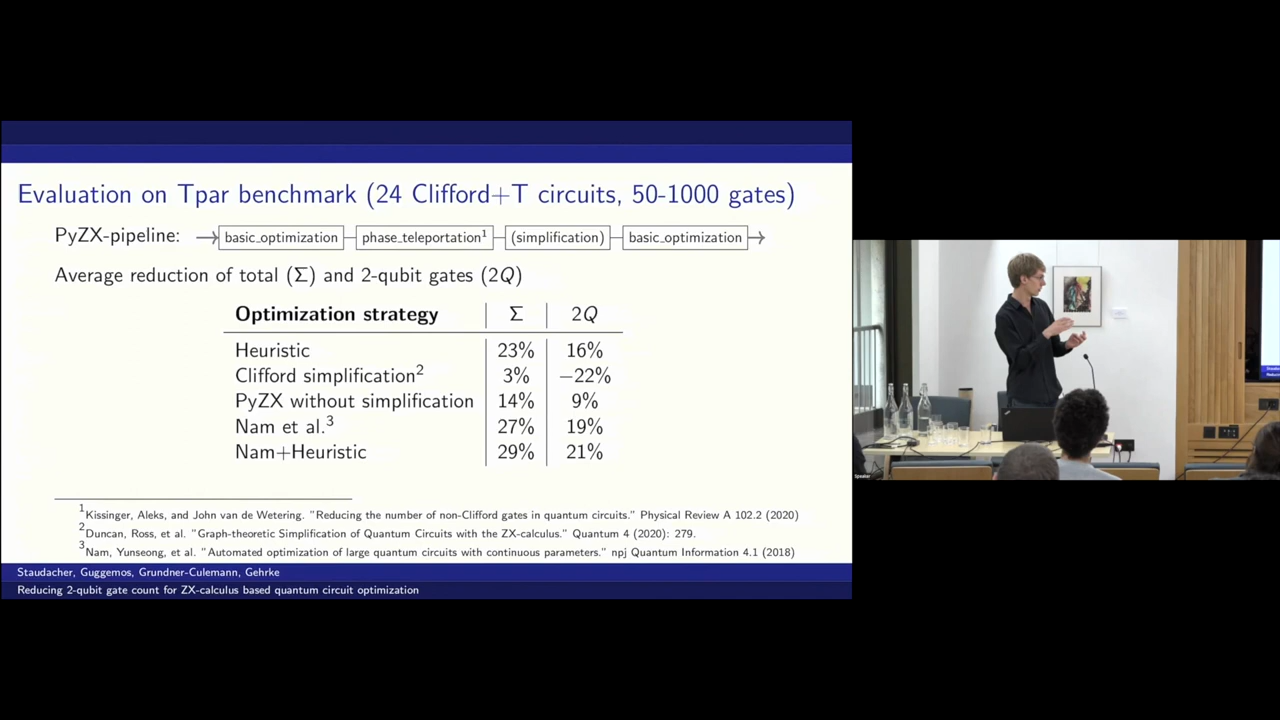 Evaluation on Tpar benchmark (24 Clifford+T circuits, 50-1000 gates)
PyZX-pipeline: basic_optimization phase_teleportation¹ (simplification) basic_optimization
Average reduction of total (Σ) and 2-qubit gates (2Q)
Optimization strategy Σ 2Q
Heuristic 23% 16%
Clifford simplification² 3% −22%
PyZX without simplification 14% 9%
Nam et al.³ 27% 19%
Nam+Heuristic 29% 21%
¹Kissinger, Aleks, and John van de Wetering. "Reducing the number of non-Clifford gates in quantum circuits." Physical Review A 102.2 (2020)
²Duncan, Ross, et al. "Graph-theoretic Simplification of Quantum Circuits with the ZX-calculus." Quantum 4 (2020): 279.
³Nam, Yunseong, et al. "Automated optimization of large quantum circuits with continuous parameters." npj Quantum Information 4.1 (2018)
Staudacher, Guggemos, Grundner-Culemann, Gehrke
Reducing 2-qubit gate count for ZX-calculus based quantum circuit optimization
Speaker